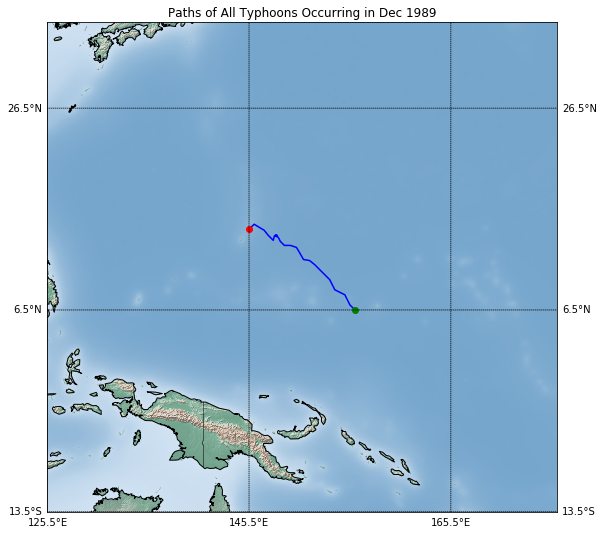 Paths of All Typhoons Occurring in Dec 1989
26.5°N 26.5°N
6.5°N 6.5°N
13.5°S 13.5°S
125.5°E 145.5°E 165.5°E